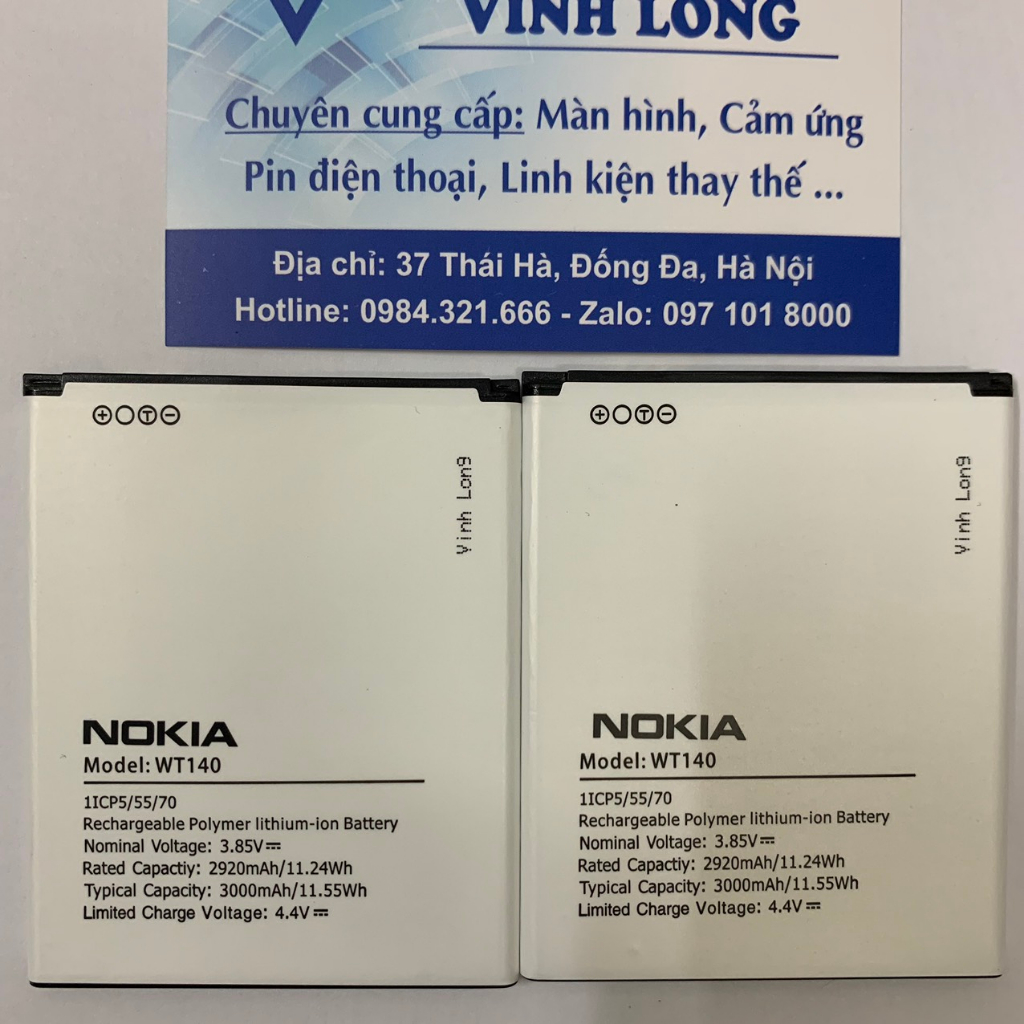 VĨNH LONG
Chuyên cung cấp: Màn hình, Cảm ứng
Pin điện thoại, Linh kiện thay thế ...
Địa chỉ: 37 Thái Hà, Đống Đa, Hà Nội
Hotline: 0984.321.666 - Zalo: 097 101 8000
Vinh Long
NOKIA
Model: WT140
1ICP5/55/70
Rechargeable Polymer lithium-ion Battery
Nominal Voltage: 3.85V⎓
Rated Capactiy: 2920mAh/11.24Wh
Typical Capacity: 3000mAh/11.55Wh
Limited Charge Voltage: 4.4V⎓
Vinh Long
NOKIA
Model: WT140
1ICP5/55/70
Rechargeable Polymer lithium-ion Battery
Nominal Voltage: 3.85V⎓
Rated Capactiy: 2920mAh/11.24Wh
Typical Capacity: 3000mAh/11.55Wh
Limited Charge Voltage: 4.4V⎓